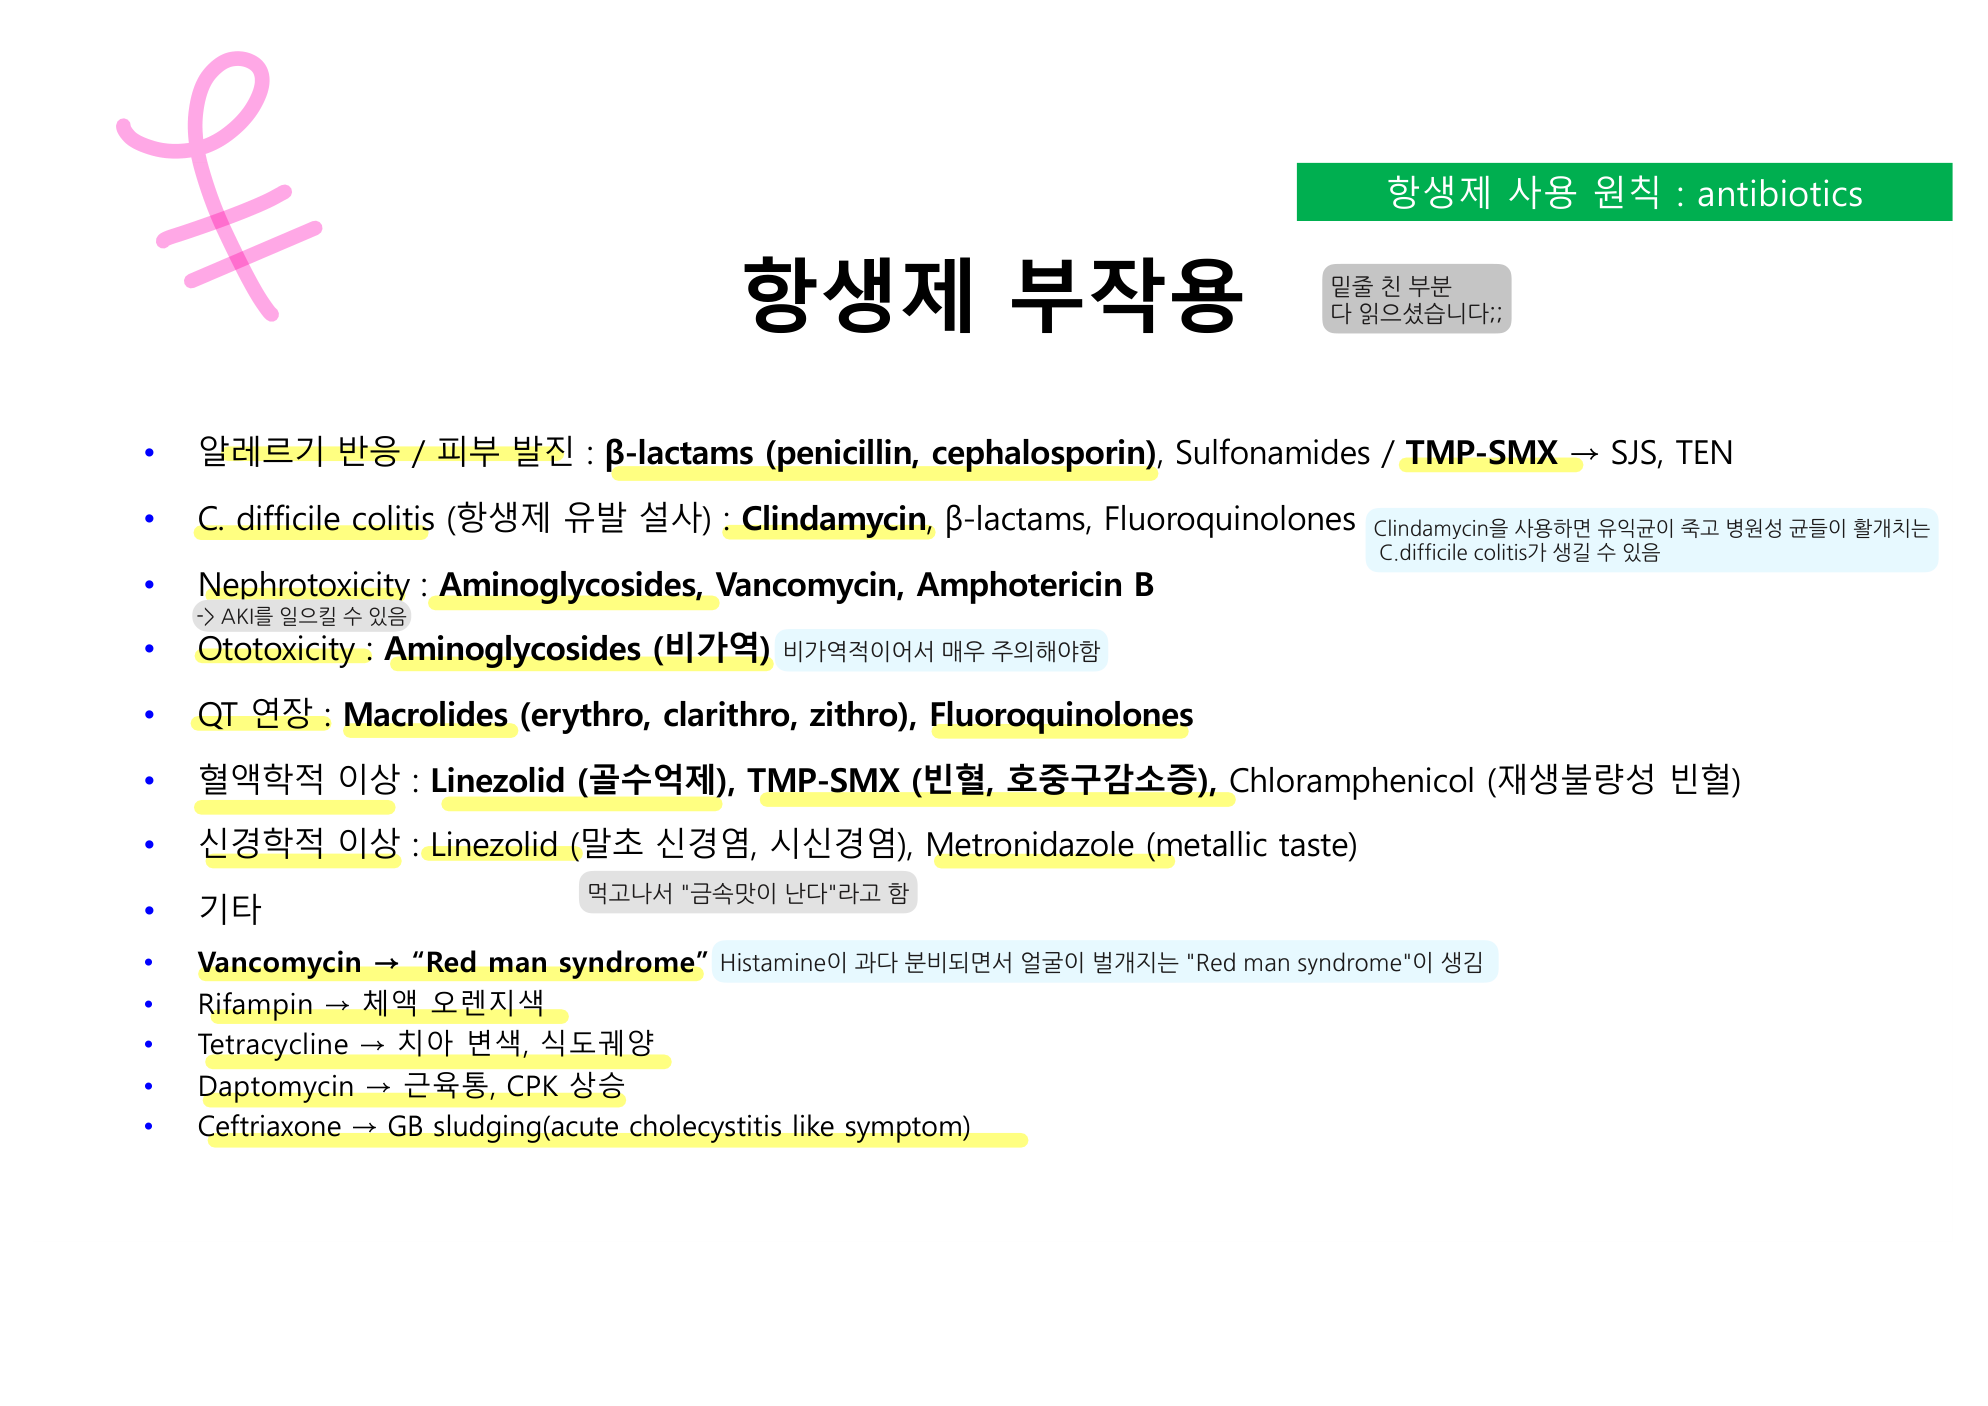 항생제 사용 원칙 : antibiotics
항생제 부작용
밑줄 친 부분
다 읽으셨습니다;;
• 알레르기 반응 / 피부 발진 : β-lactams (penicillin, cephalosporin), Sulfonamides / TMP-SMX → SJS, TEN
• C. difficile colitis (항생제 유발 설사) : Clindamycin, β-lactams, Fluoroquinolones
Clindamycin을 사용하면 유익균이 죽고 병원성 균들이 활개치는
C.difficile colitis가 생길 수 있음
• Nephrotoxicity : Aminoglycosides, Vancomycin, Amphotericin B
-> AKI를 일으킬 수 있음
• Ototoxicity : Aminoglycosides (비가역) 비가역적이어서 매우 주의해야함
• QT 연장 : Macrolides (erythro, clarithro, zithro), Fluoroquinolones
• 혈액학적 이상 : Linezolid (골수억제), TMP-SMX (빈혈, 호중구감소증), Chloramphenicol (재생불량성 빈혈)
• 신경학적 이상 : Linezolid (말초 신경염, 시신경염), Metronidazole (metallic taste)
먹고나서 "금속맛이 난다"라고 함
• 기타
• Vancomycin → “Red man syndrome” Histamine이 과다 분비되면서 얼굴이 벌개지는 "Red man syndrome"이 생김
• Rifampin → 체액 오렌지색
• Tetracycline → 치아 변색, 식도궤양
• Daptomycin → 근육통, CPK 상승
• Ceftriaxone → GB sludging(acute cholecystitis like symptom)